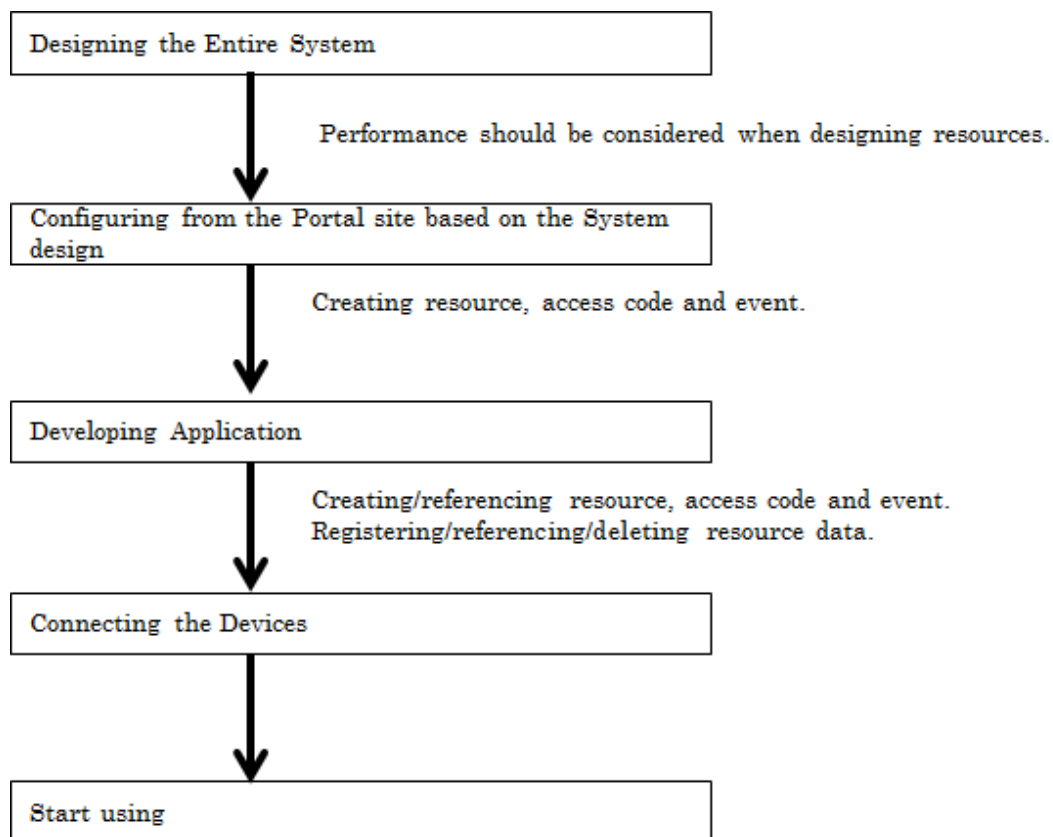 Designing the Entire System
Performance should be considered when designing resources.
Configuring from the Portal site based on the System
design
Creating resource, access code and event.
Developing Application
Creating/referencing resource, access code and event.
Registering/referencing/deleting resource data.
Connecting the Devices
Start using